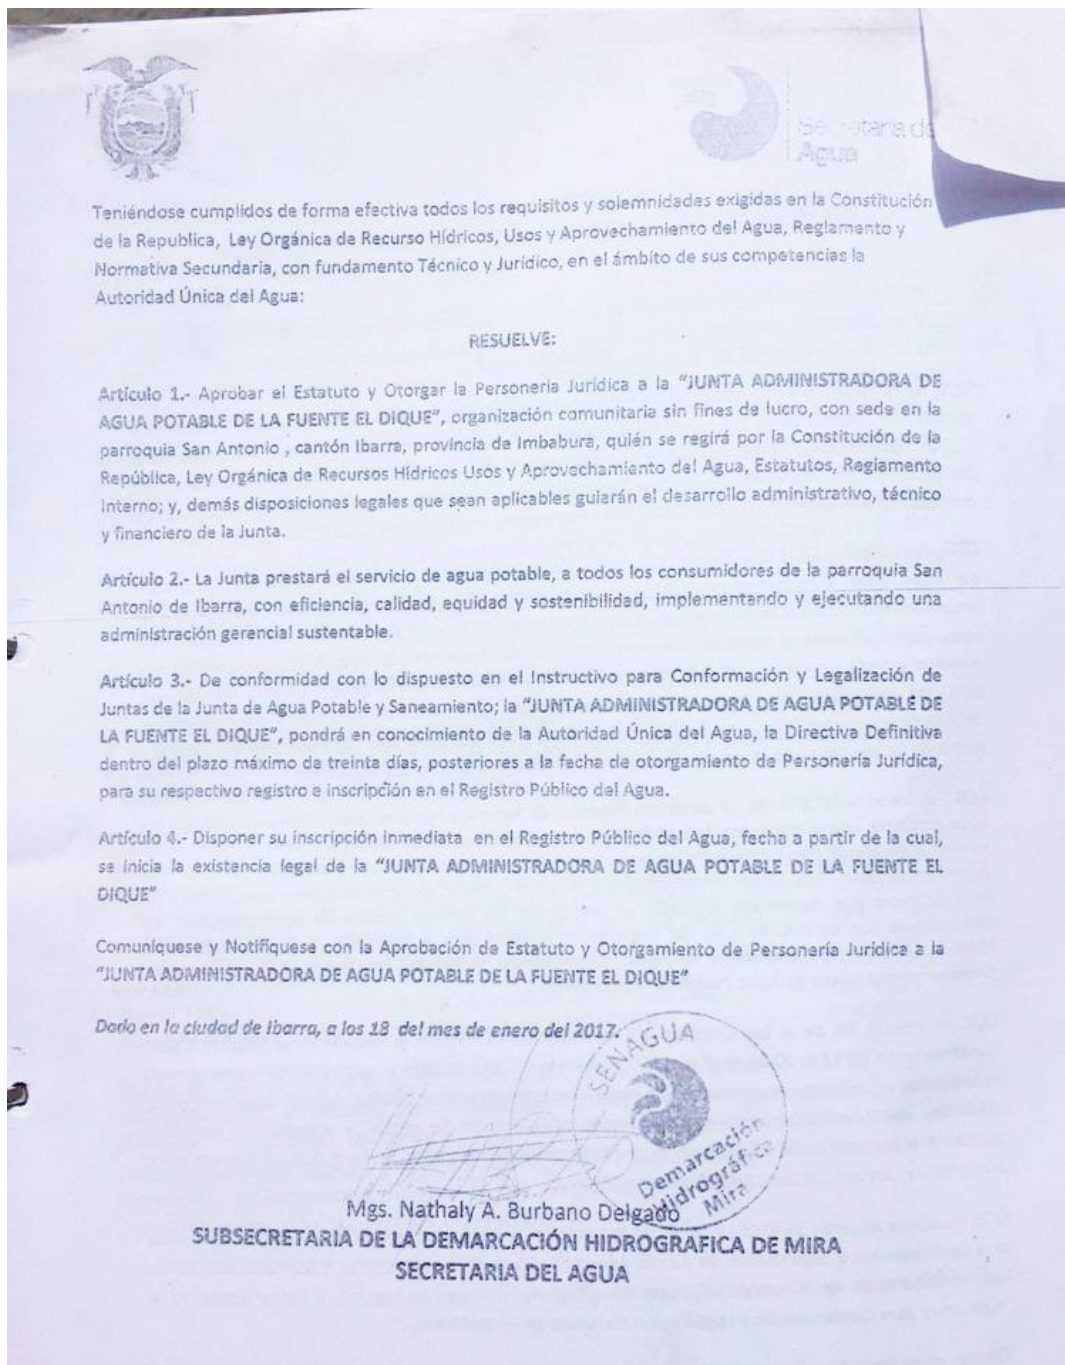 Secretaría de
Agua
Teniéndose cumplidos de forma efectiva todos los requisitos y solemnidades exigidas en la Constitución
de la Republica, Ley Orgánica de Recurso Hídricos, Usos y Aprovechamiento del Agua, Reglamento y
Normativa Secundaria, con fundamento Técnico y Jurídico, en el ámbito de sus competencias la
Autoridad Única del Agua:
RESUELVE:
Artículo 1.- Aprobar el Estatuto y Otorgar la Personería Jurídica a la "JUNTA ADMINISTRADORA DE
AGUA POTABLE DE LA FUENTE EL DIQUE", organización comunitaria sin fines de lucro, con sede en la
parroquia San Antonio , cantón Ibarra, provincia de Imbabura, quién se regirá por la Constitución de la
República, Ley Orgánica de Recursos Hídricos Usos y Aprovechamiento del Agua, Estatutos, Reglamento
Interno; y, demás disposiciones legales que sean aplicables guiarán el desarrollo administrativo, técnico
y financiero de la Junta.
Artículo 2.- La Junta prestará el servicio de agua potable, a todos los consumidores de la parroquia San
Antonio de Ibarra, con eficiencia, calidad, equidad y sostenibilidad, implementando y ejecutando una
administración gerencial sustentable.
Artículo 3.- De conformidad con lo dispuesto en el Instructivo para Conformación y Legalización de
Juntas de la Junta de Agua Potable y Saneamiento; la "JUNTA ADMINISTRADORA DE AGUA POTABLE DE
LA FUENTE EL DIQUE", pondrá en conocimiento de la Autoridad Única del Agua, la Directiva Definitiva
dentro del plazo máximo de treinta días, posteriores a la fecha de otorgamiento de Personería Jurídica,
para su respectivo registro e inscripción en el Registro Público del Agua.
Artículo 4.- Disponer su inscripción inmediata en el Registro Público del Agua, fecha a partir de la cual,
se inicia la existencia legal de la "JUNTA ADMINISTRADORA DE AGUA POTABLE DE LA FUENTE EL
DIQUE"
Comuníquese y Notifíquese con la Aprobación de Estatuto y Otorgamiento de Personería Jurídica a la
"JUNTA ADMINISTRADORA DE AGUA POTABLE DE LA FUENTE EL DIQUE"
Dado en la ciudad de Ibarra, a los 18 del mes de enero del 2017.
SENAGUA
Demarcación
Hidrográfica
Mira
Mgs. Nathaly A. Burbano Delgado
SUBSECRETARIA DE LA DEMARCACIÓN HIDROGRAFICA DE MIRA
SECRETARIA DEL AGUA